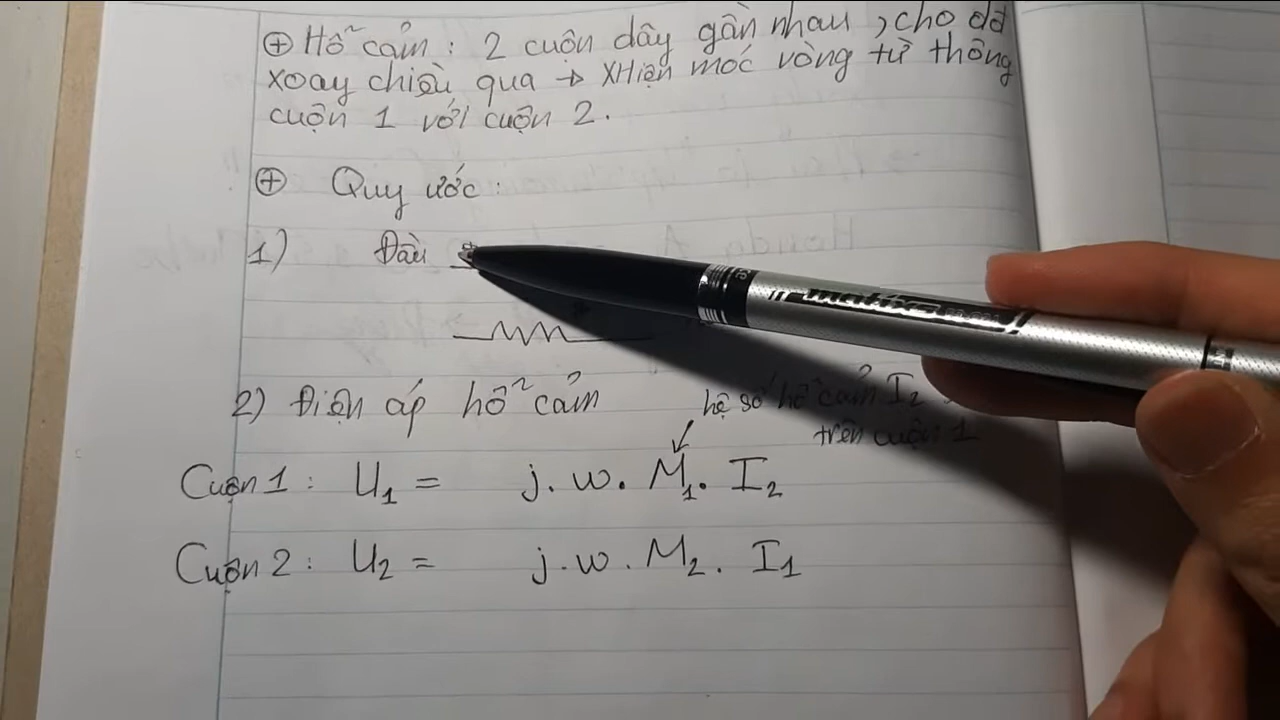 ⊕ Hỗ cảm : 2 cuộn dây gần nhau , cho dđ
xoay chiều qua → XHiện móc vòng từ thông
cuộn 1 với cuộn 2.
⊕ Quy ước :
1) Đầu
2) Điện áp hỗ cảm
hệ số hỗ cảm I₂
trên cuộn 1
Cuộn 1 : U₁ = j. w. M₁. I₂
Cuộn 2 : U₂ = j. w. M₂. I₁